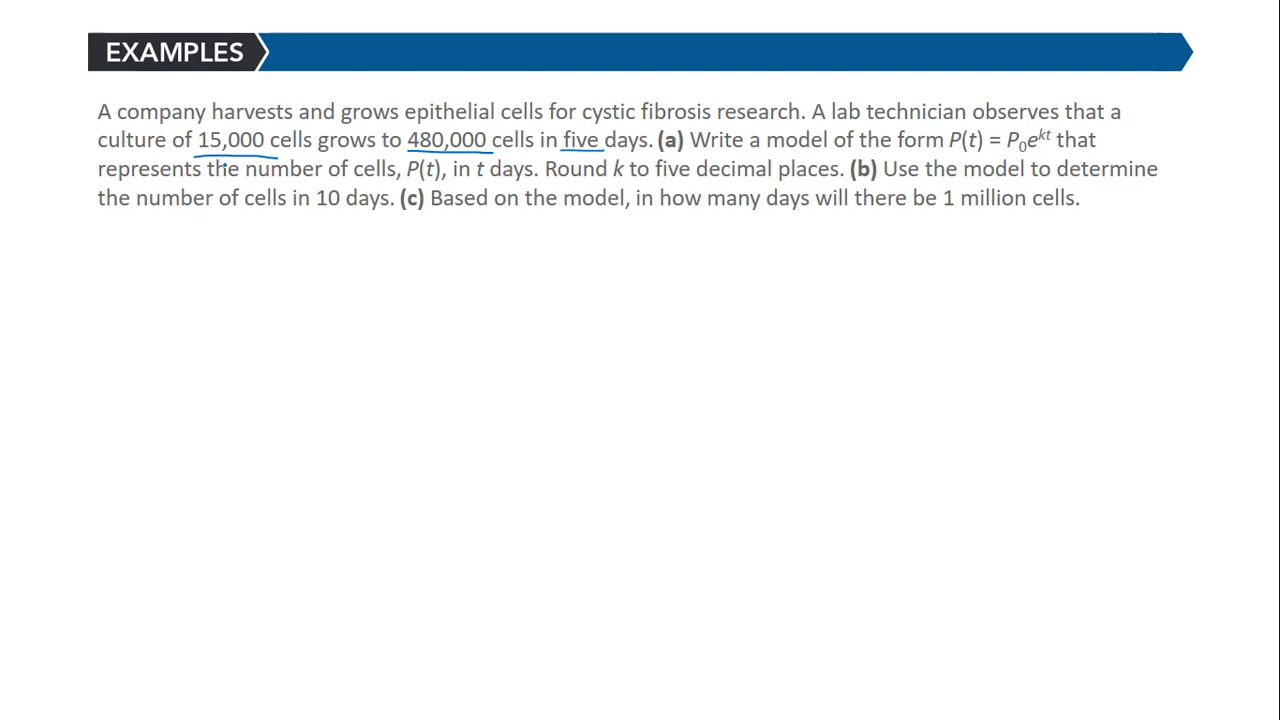 EXAMPLES
A company harvests and grows epithelial cells for cystic fibrosis research. A lab technician observes that a
culture of 15,000 cells grows to 480,000 cells in five days. (a) Write a model of the form P(t) = P₀eᵏᵗ that
represents the number of cells, P(t), in t days. Round k to five decimal places. (b) Use the model to determine
the number of cells in 10 days. (c) Based on the model, in how many days will there be 1 million cells.